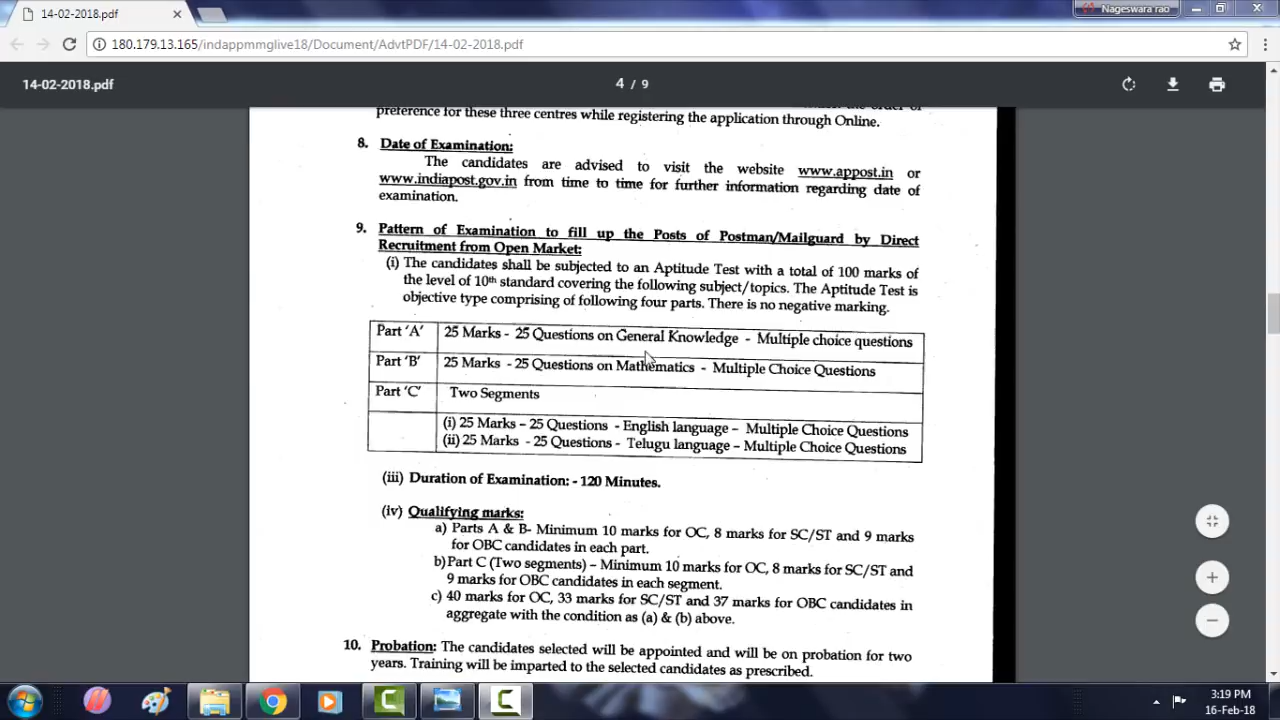 14-02-2018.pdf
Nageswara rao
180.179.13.165/indappmmglive18/Document/AdvtPDF/14-02-2018.pdf
14-02-2018.pdf
4 / 9
preference for these three centres while registering the application through Online.
8. Date of Examination:
The candidates are advised to visit the website www.appost.in or
www.indiapost.gov.in from time to time for further information regarding date of
examination.
9. Pattern of Examination to fill up the Posts of Postman/Mailguard by Direct
Recruitment from Open Market:
(i) The candidates shall be subjected to an Aptitude Test with a total of 100 marks of
the level of 10th standard covering the following subject/topics. The Aptitude Test is
objective type comprising of following four parts. There is no negative marking.
Part 'A' 25 Marks - 25 Questions on General Knowledge - Multiple choice questions
Part 'B' 25 Marks - 25 Questions on Mathematics - Multiple Choice Questions
Part 'C' Two Segments
(i) 25 Marks – 25 Questions - English language – Multiple Choice Questions
(ii) 25 Marks - 25 Questions - Telugu language – Multiple Choice Questions
(iii) Duration of Examination: - 120 Minutes.
(iv) Qualifying marks:
a) Parts A & B- Minimum 10 marks for OC, 8 marks for SC/ST and 9 marks
for OBC candidates in each part.
b) Part C (Two segments) – Minimum 10 marks for OC, 8 marks for SC/ST and
9 marks for OBC candidates in each segment.
c) 40 marks for OC, 33 marks for SC/ST and 37 marks for OBC candidates in
aggregate with the condition as (a) & (b) above.
10. Probation: The candidates selected will be appointed and will be on probation for two
years. Training will be imparted to the selected candidates as prescribed.
3:19 PM
16-Feb-18